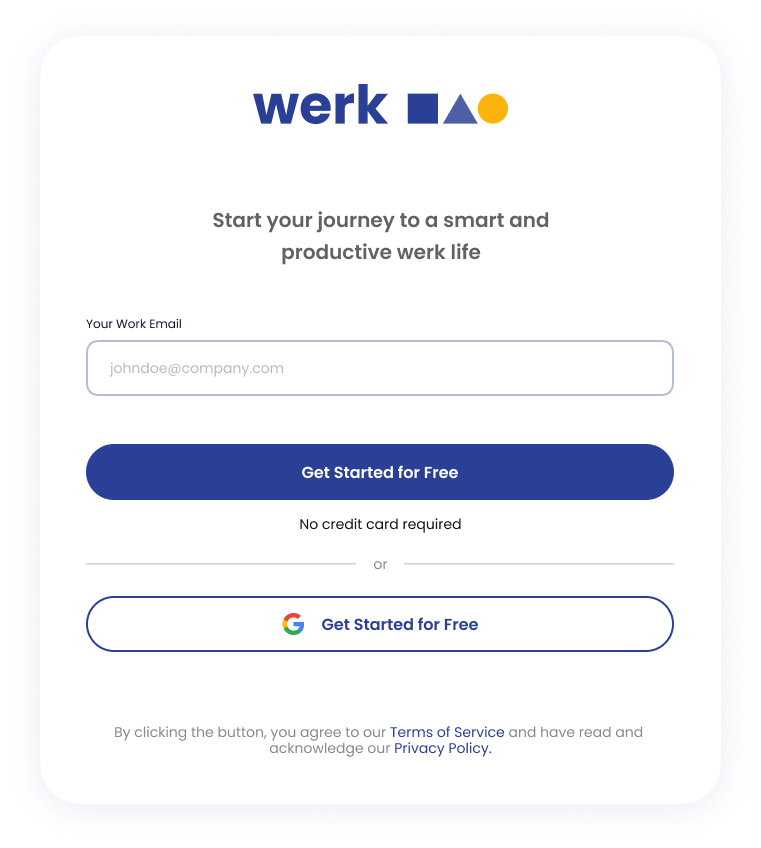 werk
Start your journey to a smart and
productive werk life
Your Work Email
johndoe@company.com
Get Started for Free
No credit card required
or
Get Started for Free
By clicking the button, you agree to our Terms of Service and have read and
acknowledge our Privacy Policy.